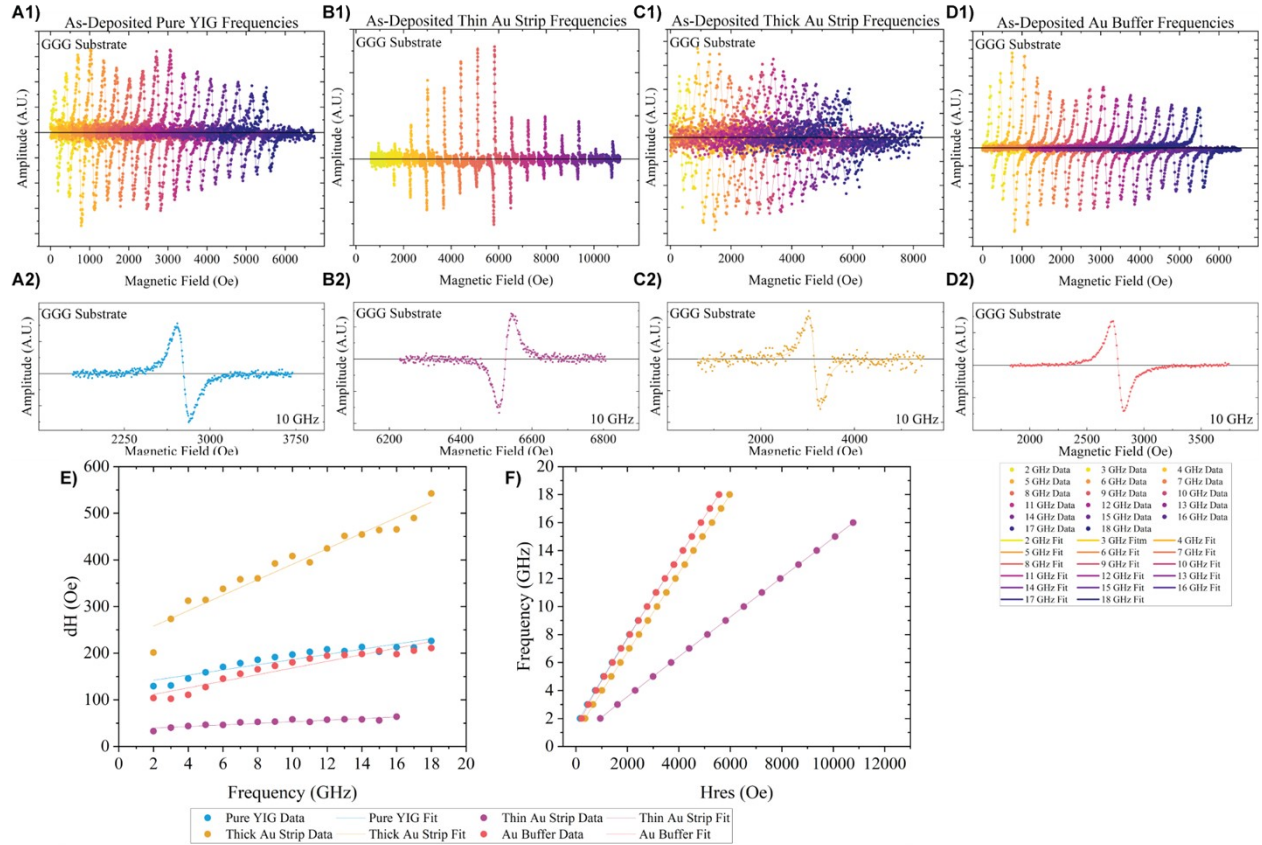 A1) As-Deposited Pure YIG Frequencies
GGG Substrate
Amplitude (A.U.)
0 1000 2000 3000 4000 5000 6000
Magnetic Field (Oe)
B1) As-Deposited Thin Au Strip Frequencies
GGG Substrate
Amplitude (A.U.)
0 2000 4000 6000 8000 10000
Magnetic Field (Oe)
C1) As-Deposited Thick Au Strip Frequencies
GGG Substrate
Amplitude (A.U.)
0 1000 2000 3000 4000 5000 6000 7000 8000
Magnetic Field (Oe)
D1) As-Deposited Au Buffer Frequencies
GGG Substrate
Amplitude (A.U.)
0 1000 2000 3000 4000 5000 6000
Magnetic Field (Oe)
A2)
GGG Substrate
Amplitude (A.U.)
10 GHz
2250 3000 3750
Magnetic Field (Oe)
B2)
GGG Substrate
Amplitude (A.U.)
10 GHz
6200 6400 6600 6800
Magnetic Field (Oe)
C2)
GGG Substrate
Amplitude (A.U.)
10 GHz
2000 4000
Magnetic Field (Oe)
D2)
GGG Substrate
Amplitude (A.U.)
10 GHz
2000 2500 3000 3500
Magnetic Field (Oe)
2 GHz Data 3 GHz Data 4 GHz Data
5 GHz Data 6 GHz Data 7 GHz Data
8 GHz Data 9 GHz Data 10 GHz Data
11 GHz Data 12 GHz Data 13 GHz Data
14 GHz Data 15 GHz Data 16 GHz Data
17 GHz Data 18 GHz Data
2 GHz Fit 3 GHz Fitm 4 GHz Fit
5 GHz Fit 6 GHz Fit 7 GHz Fit
8 GHz Fit 9 GHz Fit 10 GHz Fit
11 GHz Fit 12 GHz Fit 13 GHz Fit
14 GHz Fit 15 GHz Fit 16 GHz Fit
17 GHz Fit 18 GHz Fit
E)
dH (Oe)
600
500
400
300
200
100
0
0 2 4 6 8 10 12 14 16 18 20
Frequency (GHz)
F)
Frequency (GHz)
20
18
16
14
12
10
8
6
4
2
0
0 2000 4000 6000 8000 10000 12000
Hres (Oe)
Pure YIG Data Pure YIG Fit Thin Au Strip Data Thin Au Strip Fit
Thick Au Strip Data Thick Au Strip Fit Au Buffer Data Au Buffer Fit